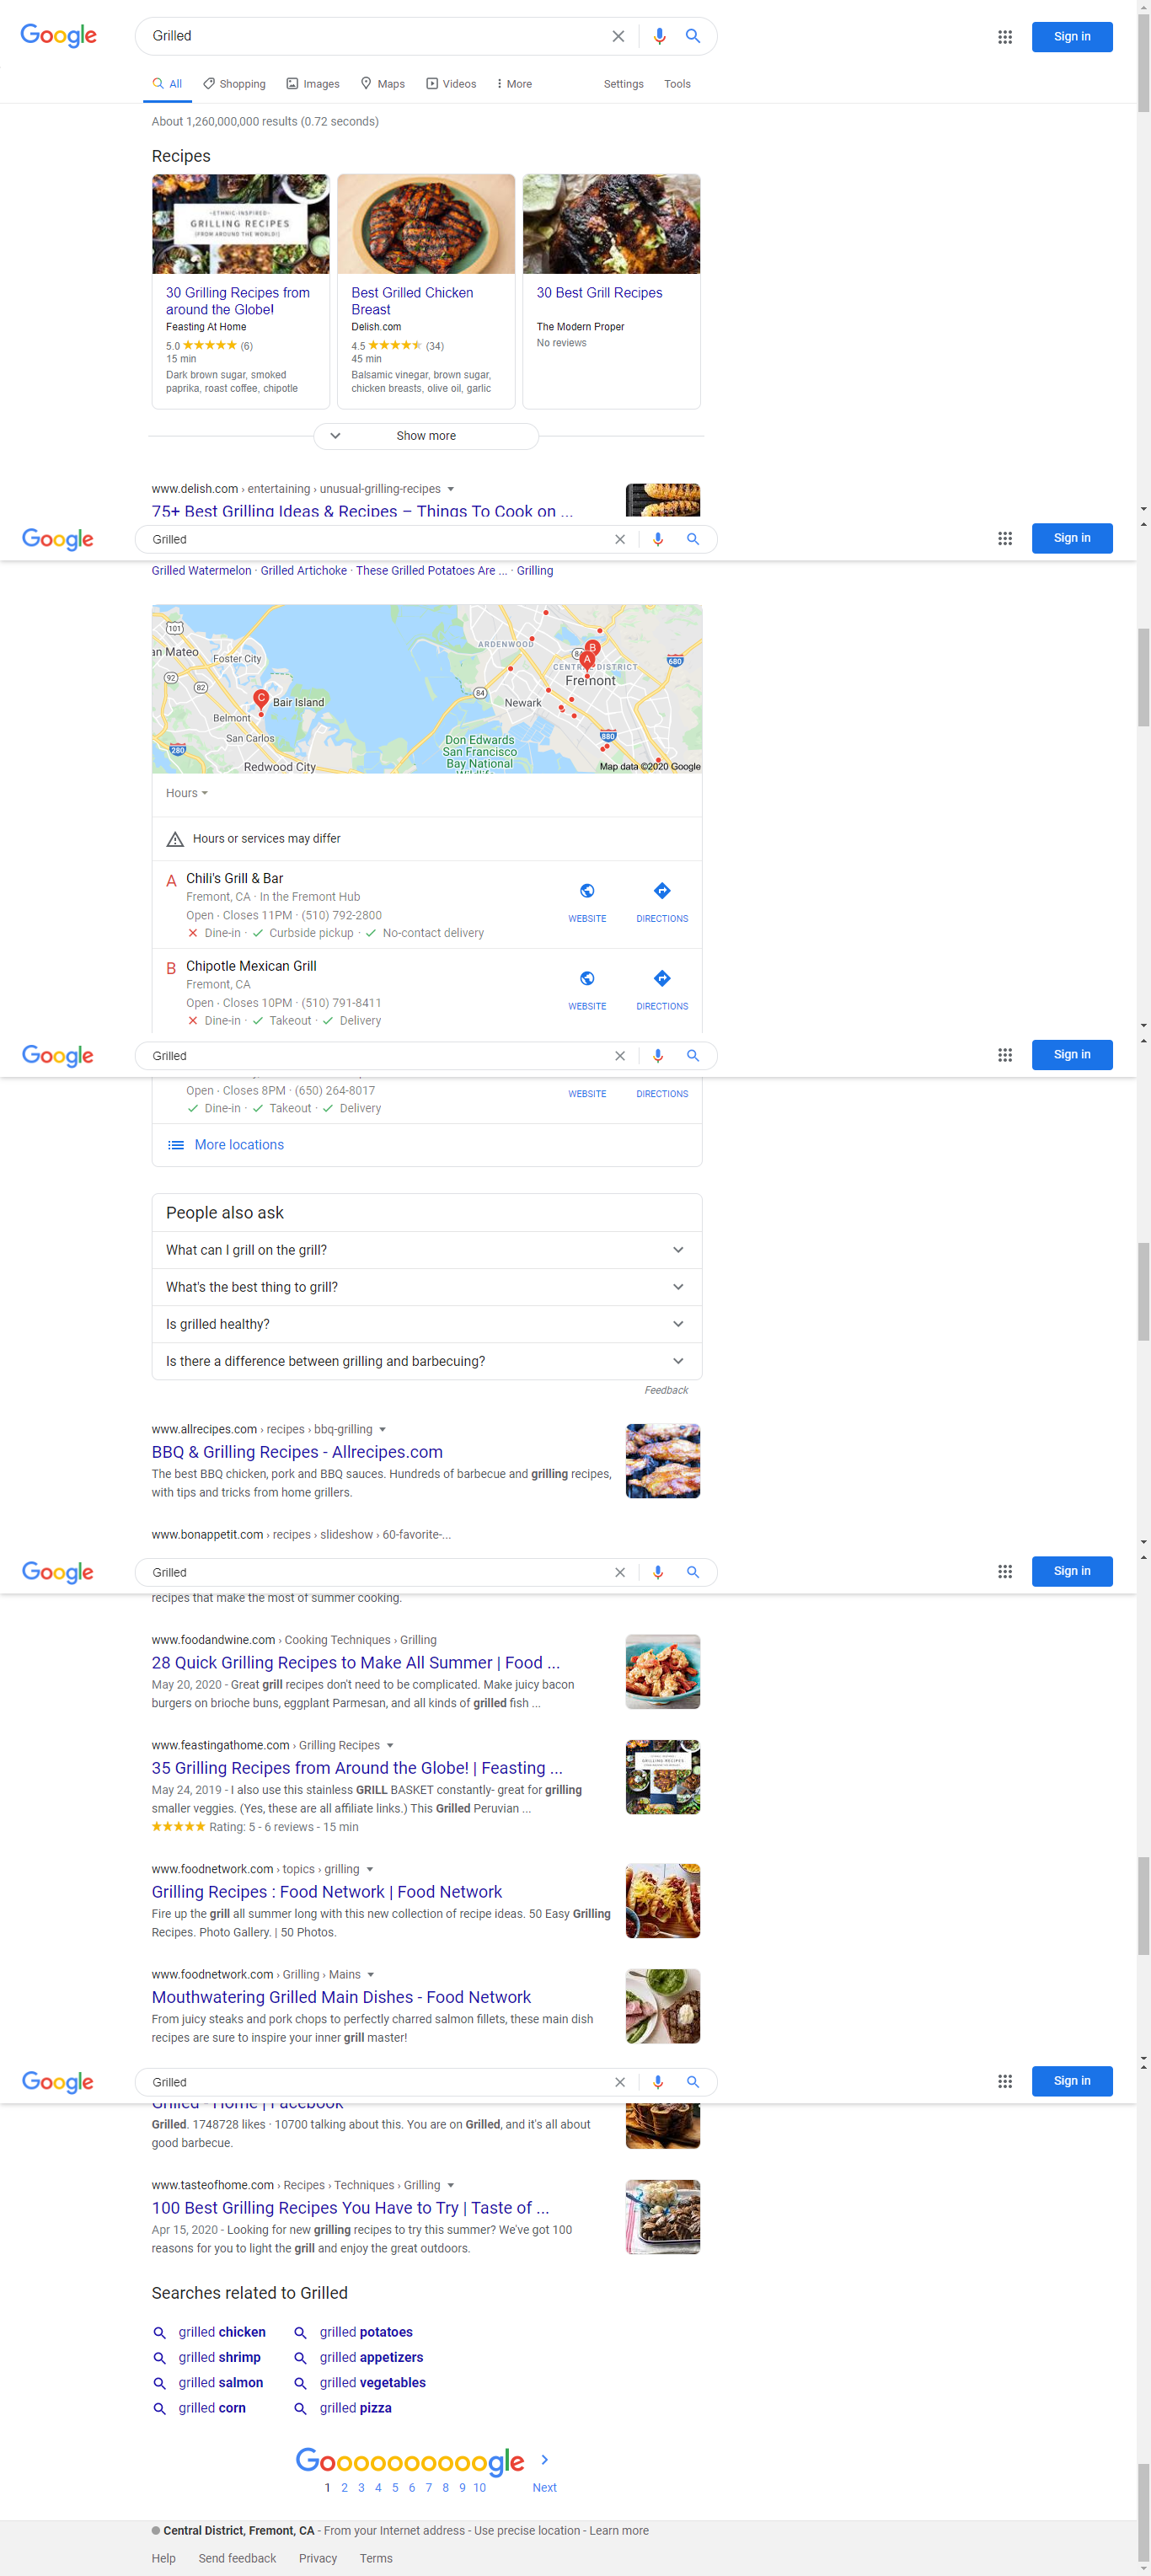 Google
Grilled
Sign in
All
Shopping
Images
Maps
Videos
More
Settings
Tools
About 1,260,000,000 results (0.72 seconds)
Recipes
ETHNIC-INSPIRED
GRILLING RECIPES
(FROM AROUND THE WORLD!)
30 Grilling Recipes from
around the Globe!
Feasting At Home
5.0 (6)
15 min
Dark brown sugar, smoked
paprika, roast coffee, chipotle
Best Grilled Chicken
Breast
Delish.com
4.5 (34)
45 min
Balsamic vinegar, brown sugar,
chicken breasts, olive oil, garlic
30 Best Grill Recipes
The Modern Proper
No reviews
Show more
www.delish.com › entertaining › unusual-grilling-recipes
75+ Best Grilling Ideas & Recipes – Things To Cook on ...
Google
Grilled
Sign in
Grilled Watermelon · Grilled Artichoke · These Grilled Potatoes Are ... · Grilling
101
an Mateo
Foster City
92
82
C
Bair Island
Belmont
San Carlos
280
Redwood City
ARDENWOOD
84
B
A
CENTRAL DISTRICT
680
Fremont
84
Newark
880
Don Edwards
San Francisco
Bay National
Map data ©2020 Google
Hours
Hours or services may differ
A
Chili's Grill & Bar
Fremont, CA · In the Fremont Hub
Open · Closes 11PM · (510) 792-2800
Dine-in · Curbside pickup · No-contact delivery
WEBSITE
DIRECTIONS
B
Chipotle Mexican Grill
Fremont, CA
Open · Closes 10PM · (510) 791-8411
Dine-in · Takeout · Delivery
WEBSITE
DIRECTIONS
Google
Grilled
Sign in
Open · Closes 8PM · (650) 264-8017
Dine-in · Takeout · Delivery
WEBSITE
DIRECTIONS
More locations
People also ask
What can I grill on the grill?
What's the best thing to grill?
Is grilled healthy?
Is there a difference between grilling and barbecuing?
Feedback
www.allrecipes.com › recipes › bbq-grilling
BBQ & Grilling Recipes - Allrecipes.com
The best BBQ chicken, pork and BBQ sauces. Hundreds of barbecue and grilling recipes,
with tips and tricks from home grillers.
www.bonappetit.com › recipes › slideshow › 60-favorite-...
Google
Grilled
Sign in
recipes that make the most of summer cooking.
www.foodandwine.com › Cooking Techniques › Grilling
28 Quick Grilling Recipes to Make All Summer | Food ...
May 20, 2020 - Great grill recipes don't need to be complicated. Make juicy bacon
burgers on brioche buns, eggplant Parmesan, and all kinds of grilled fish ...
www.feastingathome.com › Grilling Recipes
35 Grilling Recipes from Around the Globe! | Feasting ...
May 24, 2019 - I also use this stainless GRILL BASKET constantly- great for grilling
smaller veggies. (Yes, these are all affiliate links.) This Grilled Peruvian ...
Rating: 5 - 6 reviews - 15 min
GRILLING RECIPES
www.foodnetwork.com › topics › grilling
Grilling Recipes : Food Network | Food Network
Fire up the grill all summer long with this new collection of recipe ideas. 50 Easy Grilling
Recipes. Photo Gallery. | 50 Photos.
www.foodnetwork.com › Grilling › Mains
Mouthwatering Grilled Main Dishes - Food Network
From juicy steaks and pork chops to perfectly charred salmon fillets, these main dish
recipes are sure to inspire your inner grill master!
Google
Grilled
Sign in
Grilled - Home | Facebook
Grilled. 1748728 likes · 10700 talking about this. You are on Grilled, and it's all about
good barbecue.
www.tasteofhome.com › Recipes › Techniques › Grilling
100 Best Grilling Recipes You Have to Try | Taste of ...
Apr 15, 2020 - Looking for new grilling recipes to try this summer? We've got 100
reasons for you to light the grill and enjoy the great outdoors.
Searches related to Grilled
grilled chicken
grilled potatoes
grilled shrimp
grilled appetizers
grilled salmon
grilled vegetables
grilled corn
grilled pizza
Goooooooooogle
1 2 3 4 5 6 7 8 9 10
Next
Central District, Fremont, CA - From your Internet address - Use precise location - Learn more
Help
Send feedback
Privacy
Terms